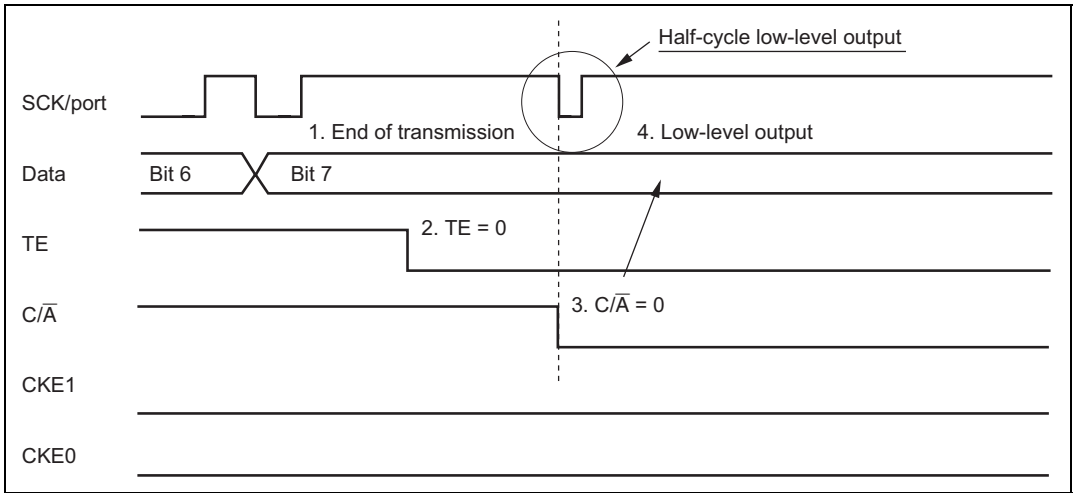 Half-cycle low-level output
SCK/port
1. End of transmission
4. Low-level output
Data
Bit 6
Bit 7
TE
2. TE = 0
C/A̅
3. C/A̅ = 0
CKE1
CKE0